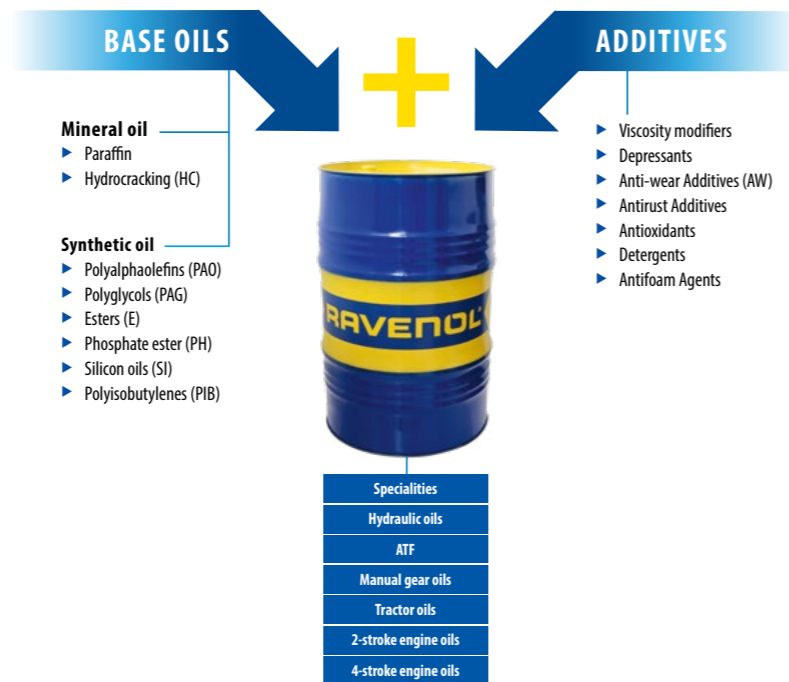 BASE OILS
+
ADDITIVES
Mineral oil
Paraffin
Hydrocracking (HC)
Synthetic oil
Polyalphaolefins (PAO)
Polyglycols (PAG)
Esters (E)
Phosphate ester (PH)
Silicon oils (SI)
Polyisobutylenes (PIB)
Viscosity modifiers
Depressants
Anti-wear Additives (AW)
Antirust Additives
Antioxidants
Detergents
Antifoam Agents
RAVENOL
Specialities
Hydraulic oils
ATF
Manual gear oils
Tractor oils
2-stroke engine oils
4-stroke engine oils